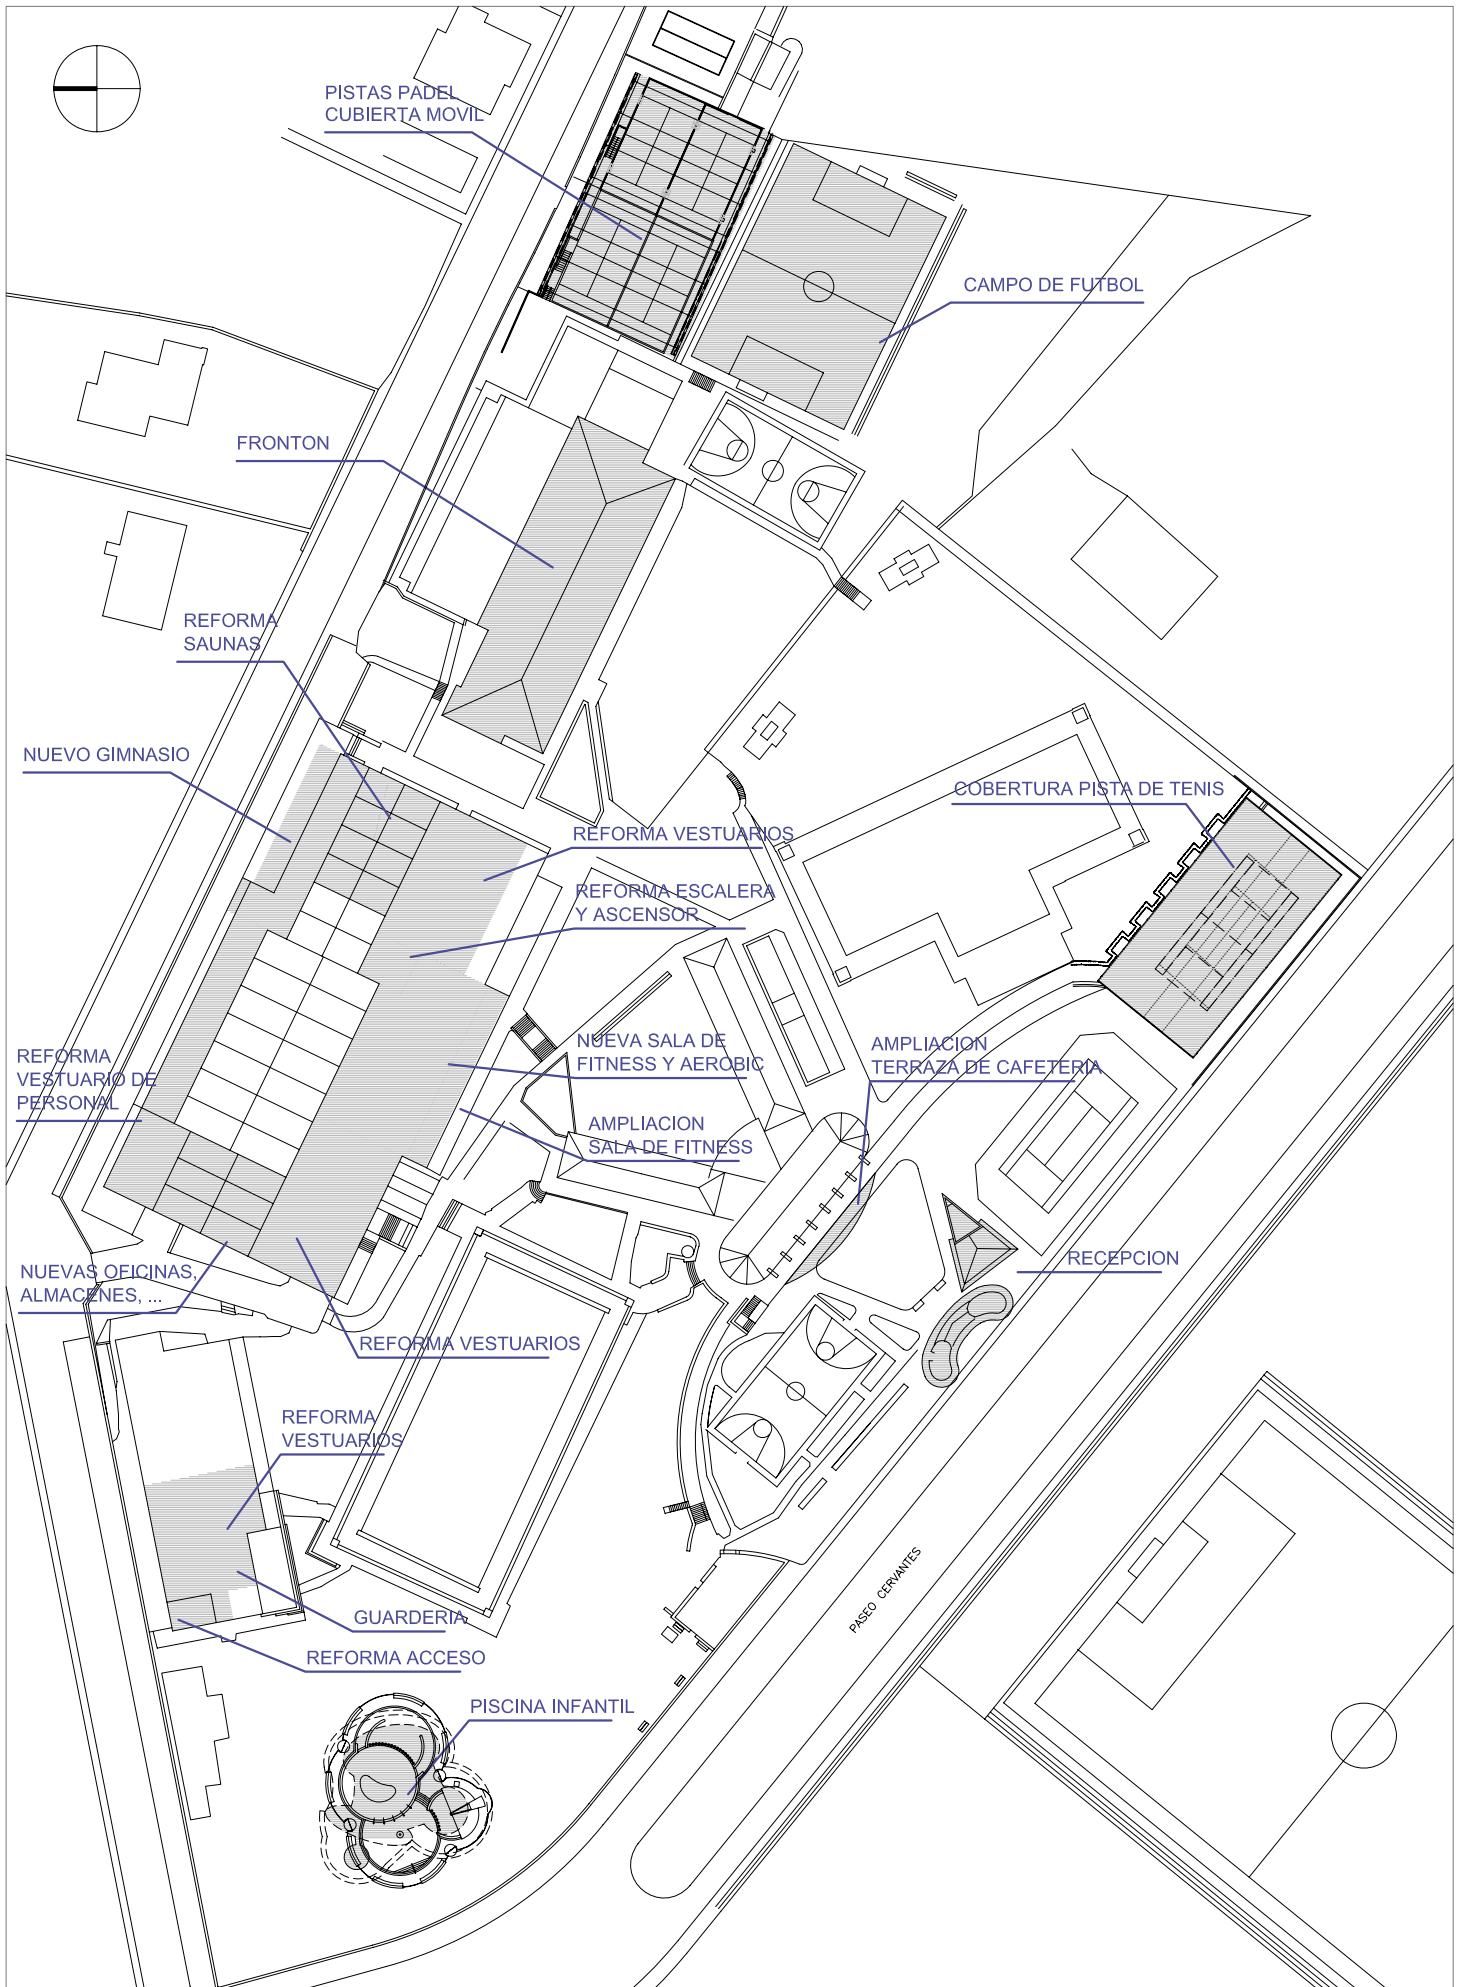 PISTAS PADEL
CUBIERTA MOVIL
CAMPO DE FUTBOL
FRONTON
REFORMA
SAUNAS
NUEVO GIMNASIO
COBERTURA PISTA DE TENIS
REFORMA VESTUARIOS
REFORMA ESCALERA
Y ASCENSOR
NUEVA SALA DE
FITNESS Y AEROBIC
AMPLIACION
TERRAZA DE CAFETERIA
REFORMA
VESTUARIO DE
PERSONAL
AMPLIACION
SALA DE FITNESS
RECEPCION
NUEVAS OFICINAS,
ALMACENES, ...
REFORMA VESTUARIOS
REFORMA
VESTUARIOS
PASEO CERVANTES
GUARDERIA
REFORMA ACCESO
PISCINA INFANTIL